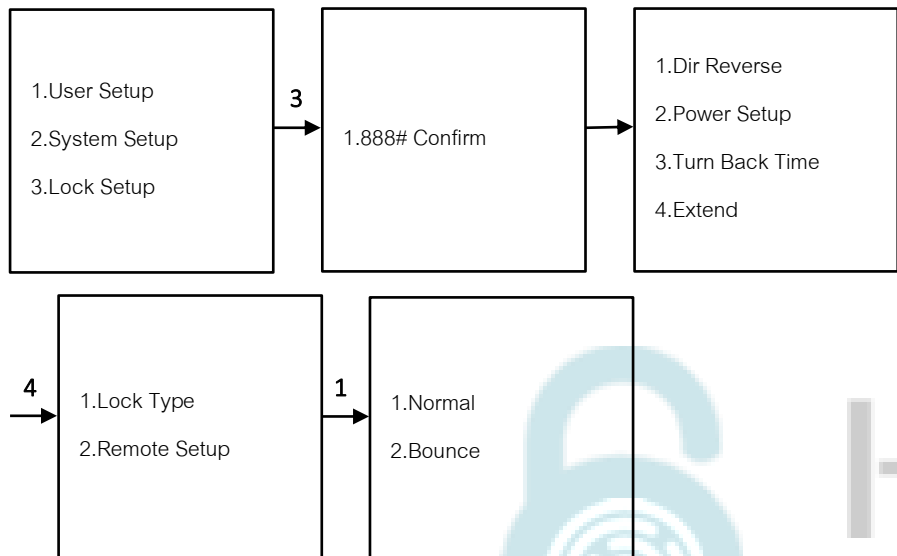 1.User Setup
2.System Setup
3.Lock Setup
3
1.888# Confirm
1.Dir Reverse
2.Power Setup
3.Turn Back Time
4.Extend
4
1.Lock Type
2.Remote Setup
1
1.Normal
2.Bounce